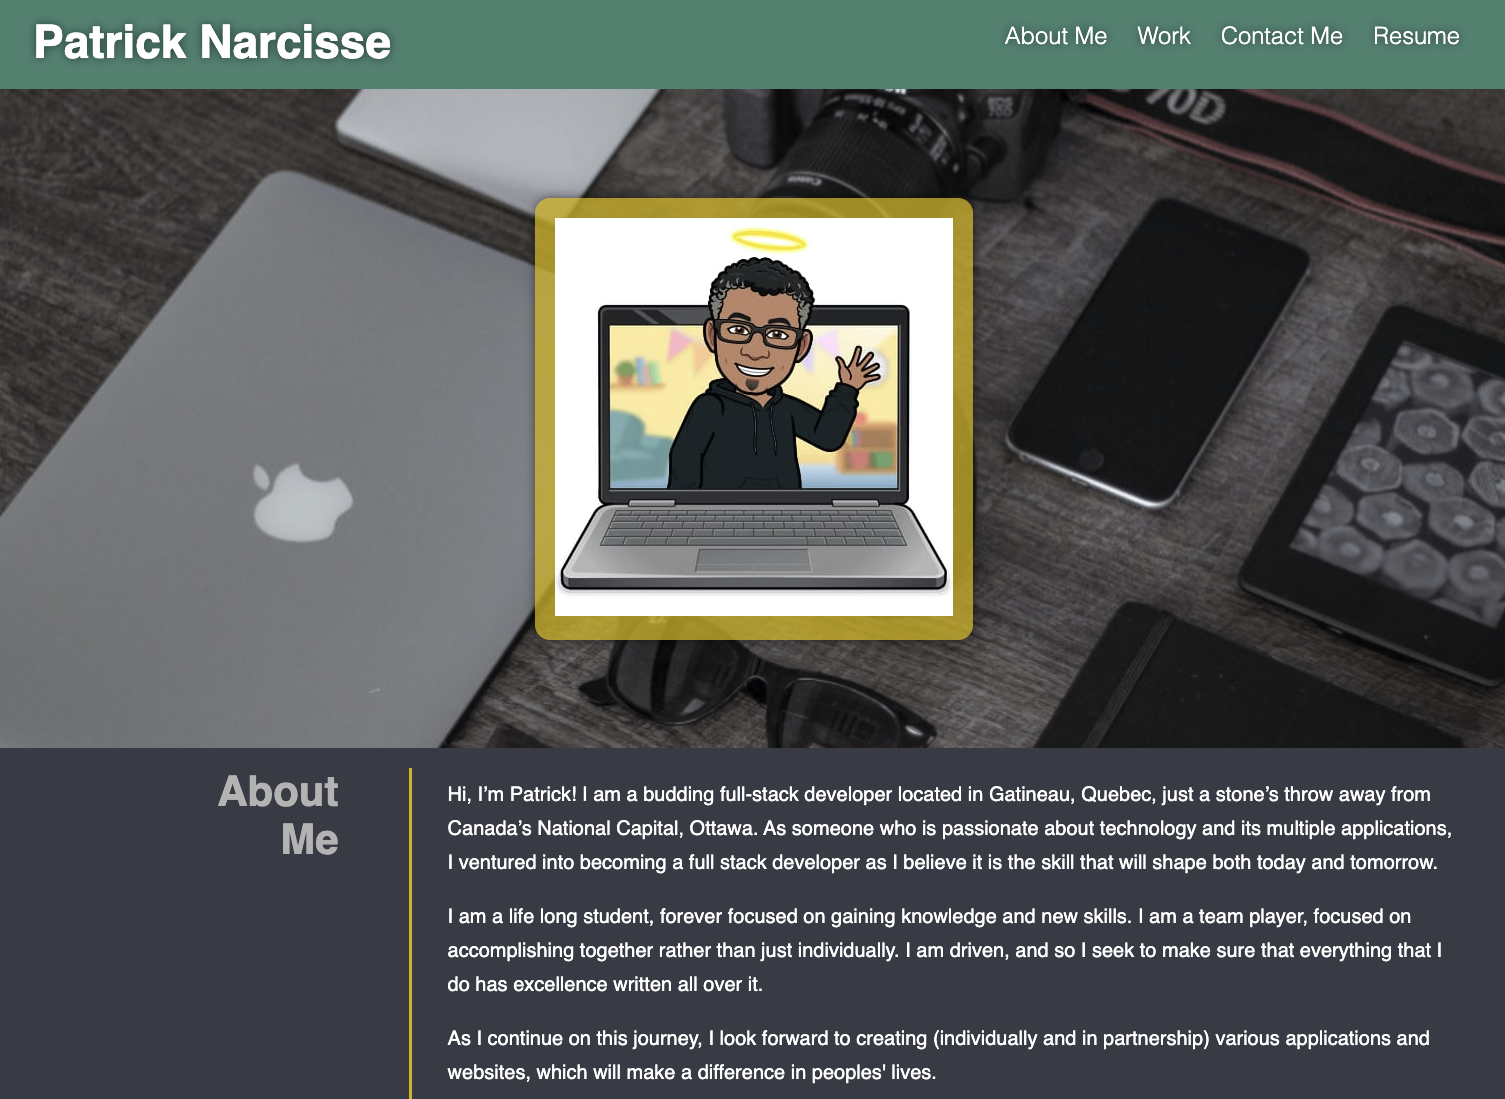 Patrick Narcisse
About Me Work Contact Me Resume
70D
Canon
About
Me
Hi, I’m Patrick! I am a budding full-stack developer located in Gatineau, Quebec, just a stone’s throw away from
Canada’s National Capital, Ottawa. As someone who is passionate about technology and its multiple applications,
I ventured into becoming a full stack developer as I believe it is the skill that will shape both today and tomorrow.
I am a life long student, forever focused on gaining knowledge and new skills. I am a team player, focused on
accomplishing together rather than just individually. I am driven, and so I seek to make sure that everything that I
do has excellence written all over it.
As I continue on this journey, I look forward to creating (individually and in partnership) various applications and
websites, which will make a difference in peoples' lives.